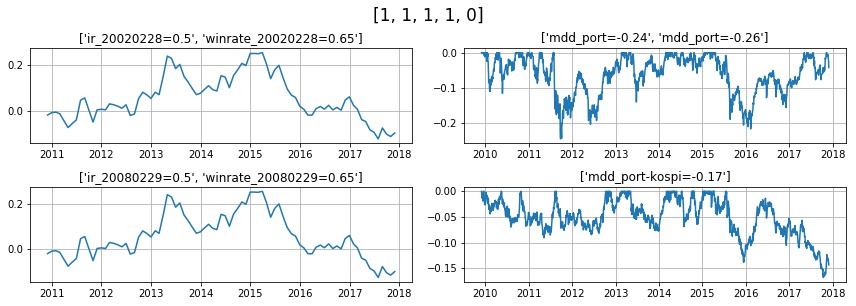 [1, 1, 1, 1, 0]
['ir_20020228=0.5', 'winrate_20020228=0.65']
0.2
0.0
2011 2012 2013 2014 2015 2016 2017 2018
['mdd_port=-0.24', 'mdd_port=-0.26']
0.0
−0.1
−0.2
2010 2011 2012 2013 2014 2015 2016 2017 2018
['ir_20080229=0.5', 'winrate_20080229=0.65']
0.2
0.0
2011 2012 2013 2014 2015 2016 2017 2018
['mdd_port-kospi=-0.17']
0.00
−0.05
−0.10
−0.15
2010 2011 2012 2013 2014 2015 2016 2017 2018